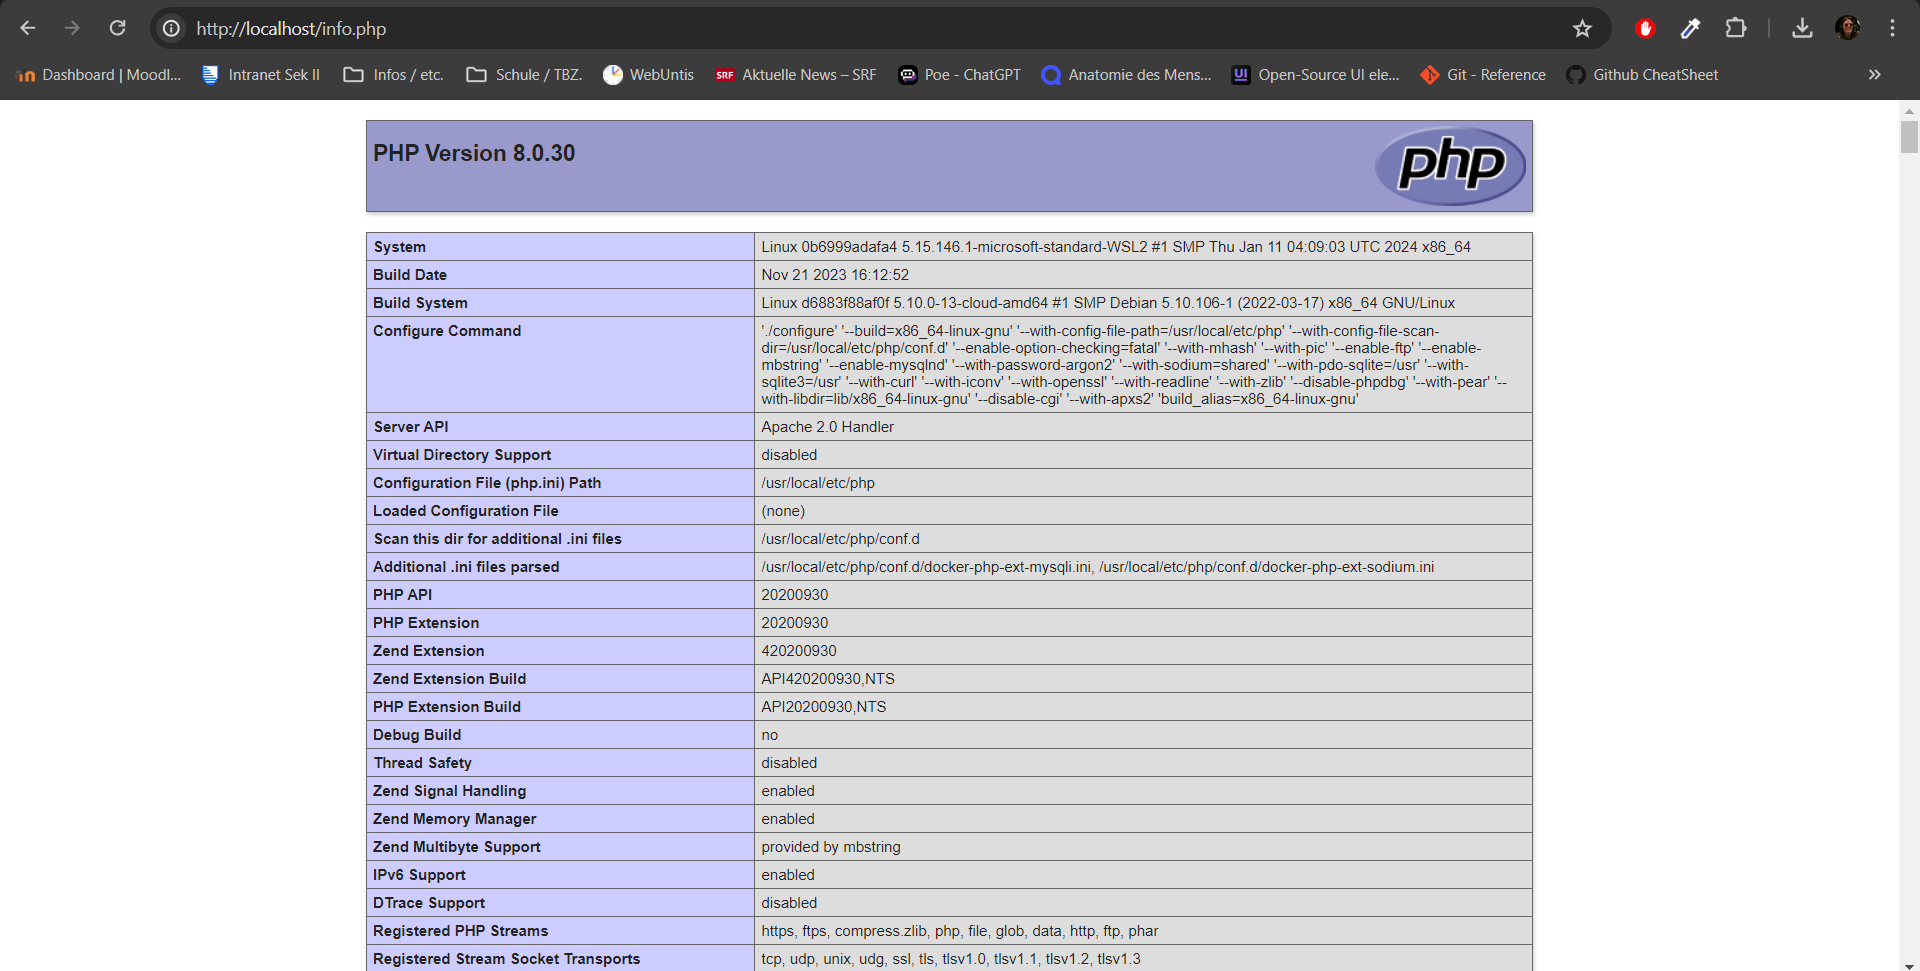 http://localhost/info.php
Dashboard | Moodl...
Intranet Sek II
Infos / etc.
Schule / TBZ.
WebUntis
SRF
Aktuelle News – SRF
Poe - ChatGPT
Anatomie des Mens...
UI
Open-Source UI ele...
Git - Reference
Github CheatSheet
PHP Version 8.0.30
php
System Linux 0b6999adafa4 5.15.146.1-microsoft-standard-WSL2 #1 SMP Thu Jan 11 04:09:03 UTC 2024 x86_64
Build Date Nov 21 2023 16:12:52
Build System Linux d6883f88af0f 5.10.0-13-cloud-amd64 #1 SMP Debian 5.10.106-1 (2022-03-17) x86_64 GNU/Linux
Configure Command './configure' '--build=x86_64-linux-gnu' '--with-config-file-path=/usr/local/etc/php' '--with-config-file-scan-
dir=/usr/local/etc/php/conf.d' '--enable-option-checking=fatal' '--with-mhash' '--with-pic' '--enable-ftp' '--enable-
mbstring' '--enable-mysqlnd' '--with-password-argon2' '--with-sodium=shared' '--with-pdo-sqlite=/usr' '--with-
sqlite3=/usr' '--with-curl' '--with-iconv' '--with-openssl' '--with-readline' '--with-zlib' '--disable-phpdbg' '--with-pear' '--
with-libdir=lib/x86_64-linux-gnu' '--disable-cgi' '--with-apxs2' 'build_alias=x86_64-linux-gnu'
Server API Apache 2.0 Handler
Virtual Directory Support disabled
Configuration File (php.ini) Path /usr/local/etc/php
Loaded Configuration File (none)
Scan this dir for additional .ini files /usr/local/etc/php/conf.d
Additional .ini files parsed /usr/local/etc/php/conf.d/docker-php-ext-mysqli.ini, /usr/local/etc/php/conf.d/docker-php-ext-sodium.ini
PHP API 20200930
PHP Extension 20200930
Zend Extension 420200930
Zend Extension Build API420200930,NTS
PHP Extension Build API20200930,NTS
Debug Build no
Thread Safety disabled
Zend Signal Handling enabled
Zend Memory Manager enabled
Zend Multibyte Support provided by mbstring
IPv6 Support enabled
DTrace Support disabled
Registered PHP Streams https, ftps, compress.zlib, php, file, glob, data, http, ftp, phar
Registered Stream Socket Transports tcp, udp, unix, udg, ssl, tls, tlsv1.0, tlsv1.1, tlsv1.2, tlsv1.3